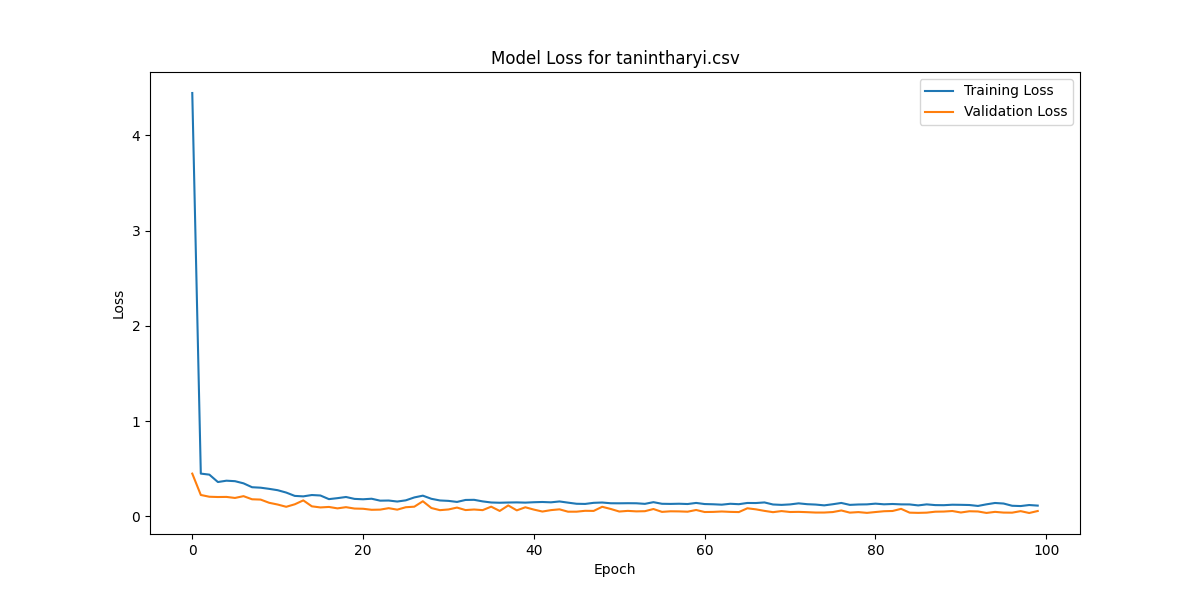 Model Loss for tanintharyi.csv
Training Loss
Validation Loss
4
3
2
1
0
Loss
0 20 40 60 80 100
Epoch